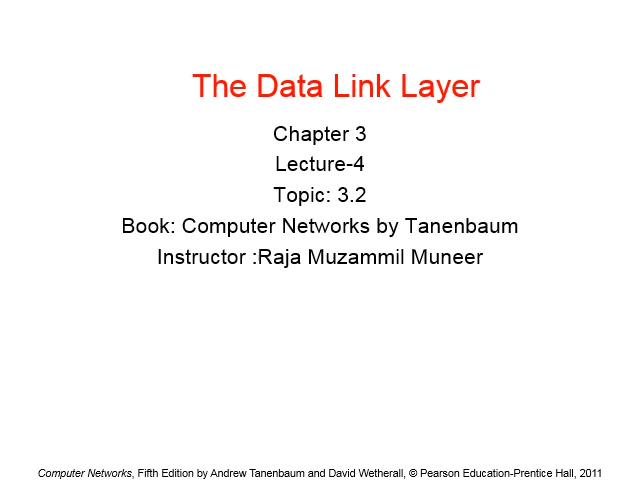 The Data Link Layer
Chapter 3
Lecture-4
Topic: 3.2
Book: Computer Networks by Tanenbaum
Instructor :Raja Muzammil Muneer
Computer Networks, Fifth Edition by Andrew Tanenbaum and David Wetherall, © Pearson Education-Prentice Hall, 2011